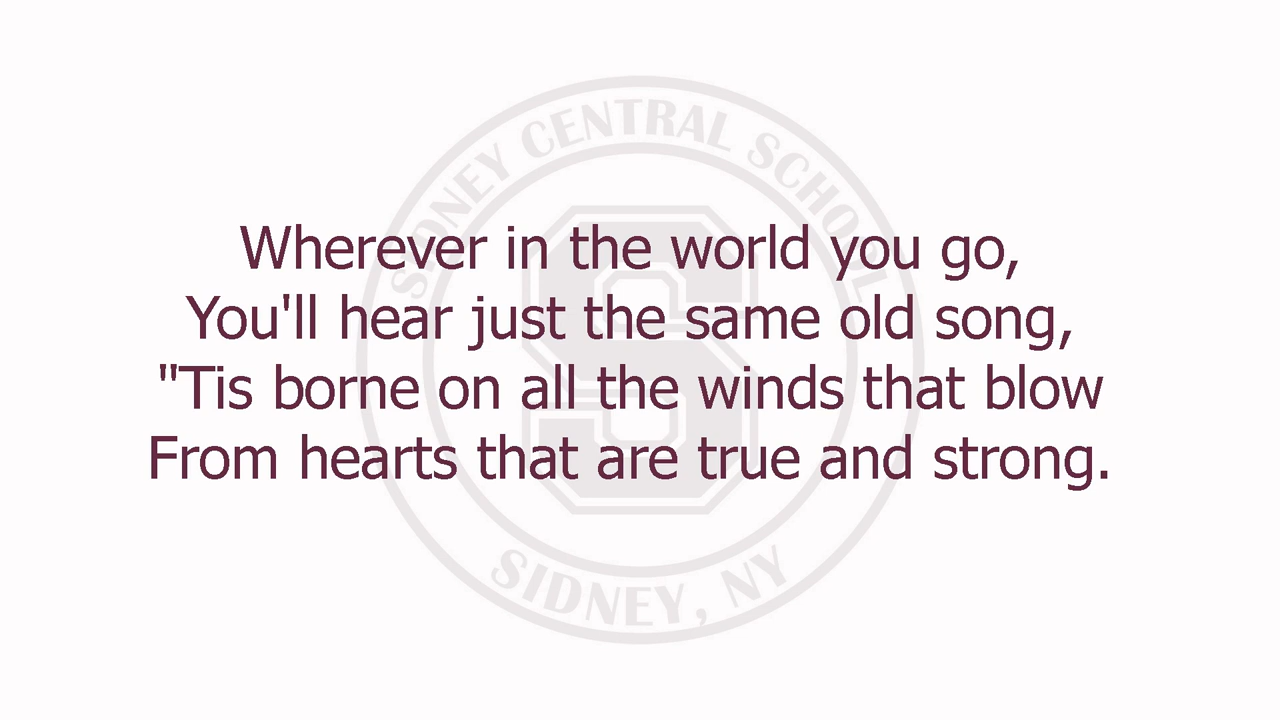 SIDNEY CENTRAL SCHOOL
Wherever in the world you go,
You'll hear just the same old song,
"Tis borne on all the winds that blow
From hearts that are true and strong.
S
SIDNEY, NY